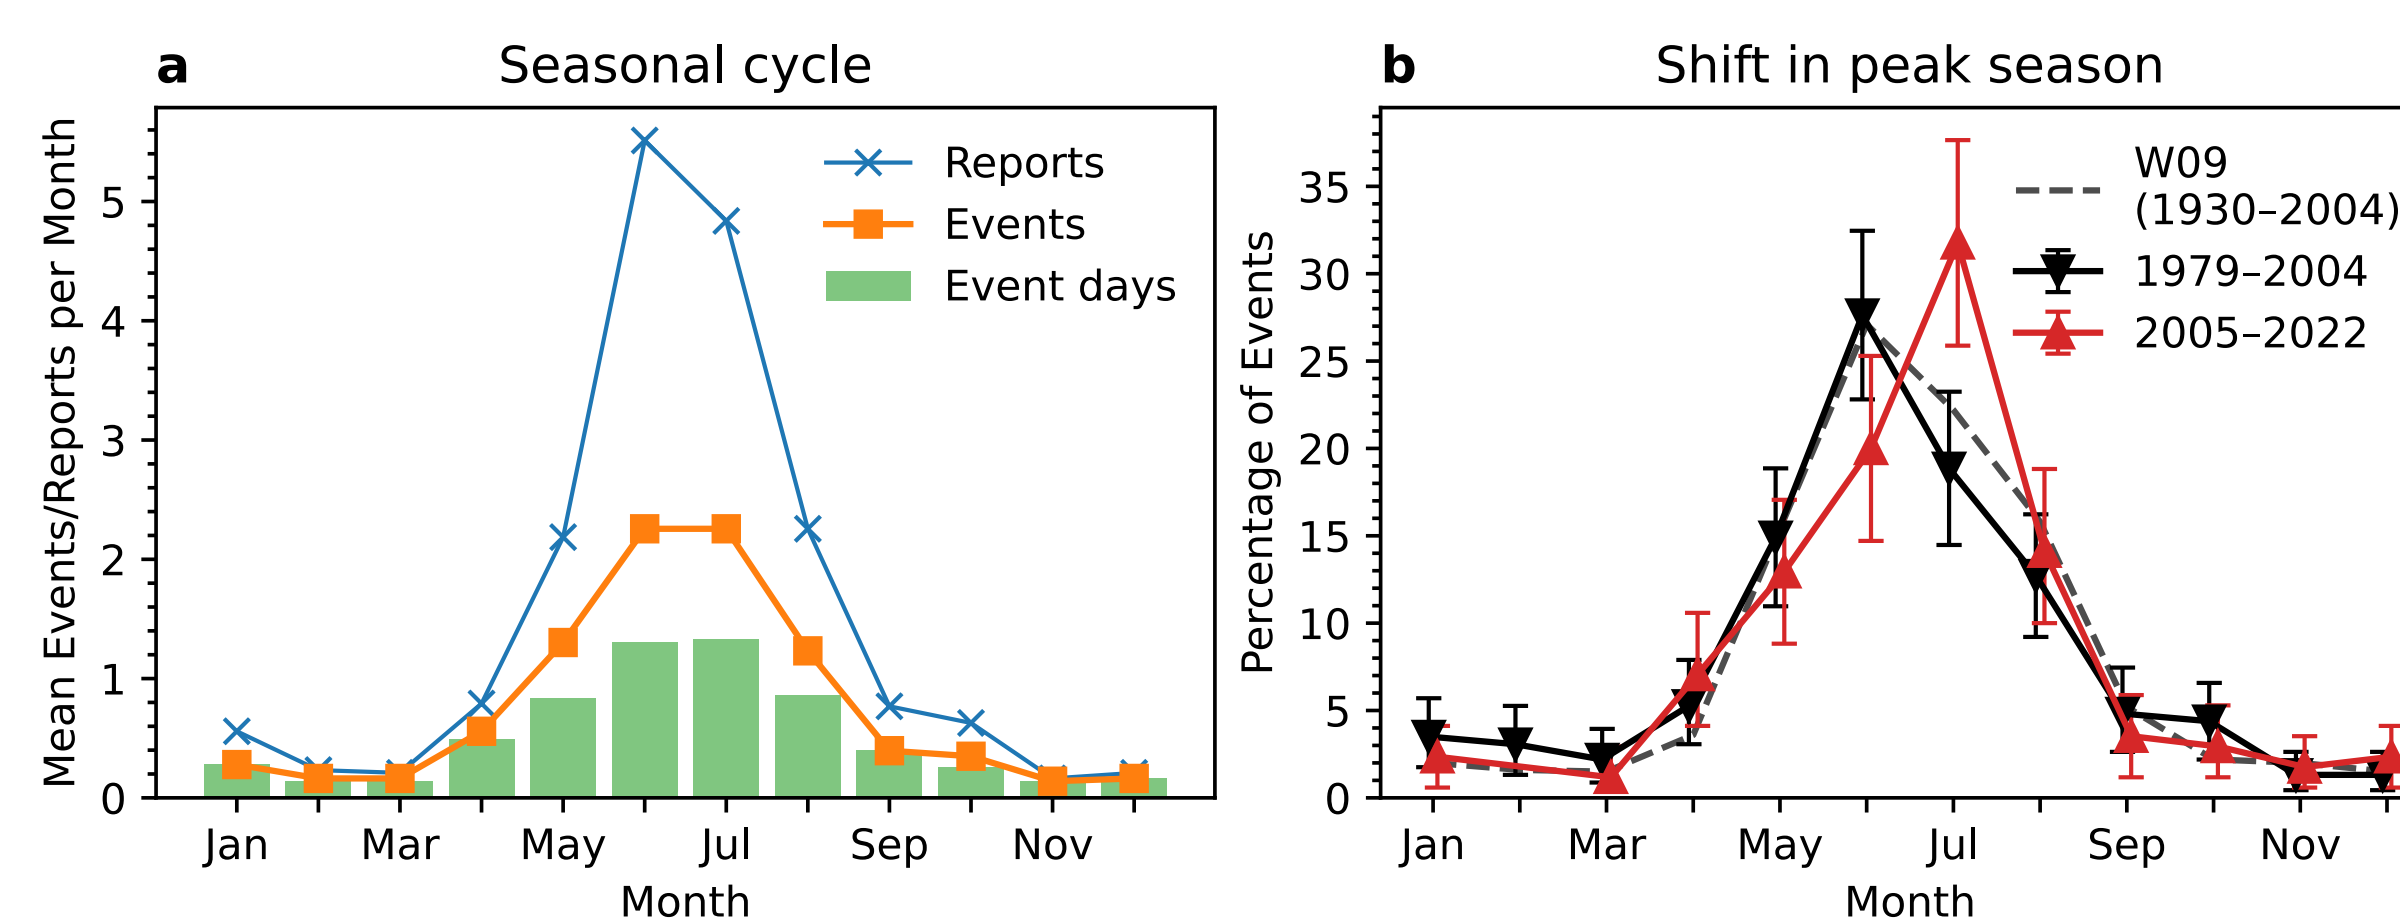 a Seasonal cycle
Mean Events/Reports per Month
5
4
3
2
1
0
Reports
Events
Event days
Jan Mar May Jul Sep Nov
Month
b Shift in peak season
Percentage of Events
35
30
25
20
15
10
5
0
W09
(1930–2004)
1979–2004
2005–2022
Jan Mar May Jul Sep Nov
Month